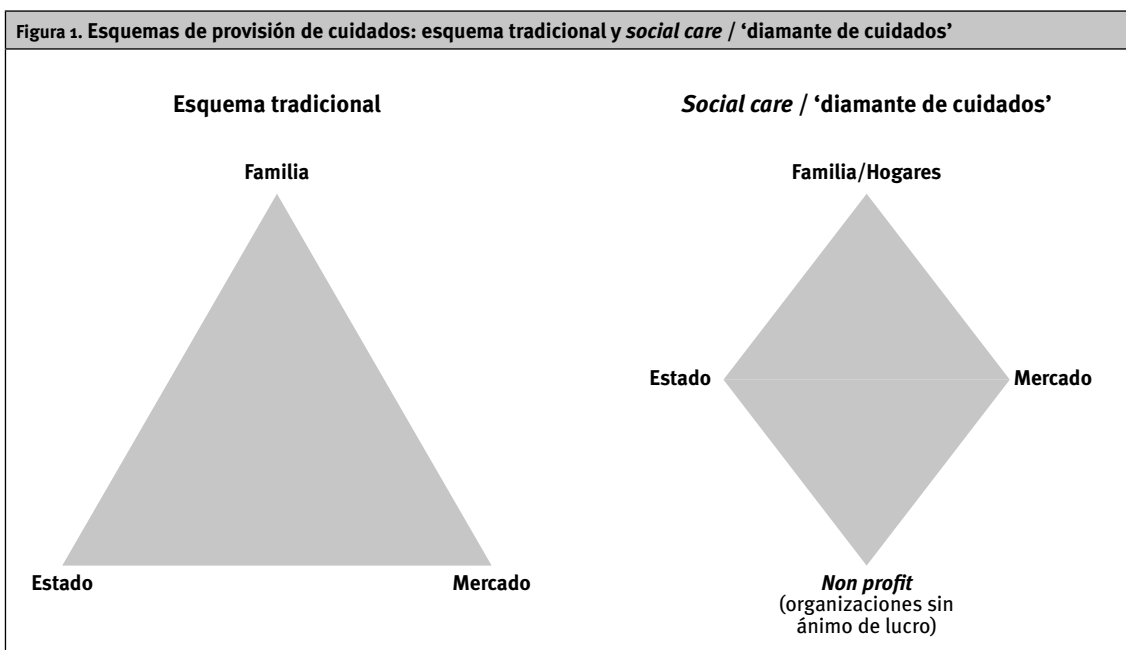 Figura 1. Esquemas de provisión de cuidados: esquema tradicional y social care / ‘diamante de cuidados’
Esquema tradicional
Familia
Estado
Mercado
Social care / ‘diamante de cuidados’
Familia/Hogares
Estado
Mercado
Non profit
(organizaciones sin
ánimo de lucro)